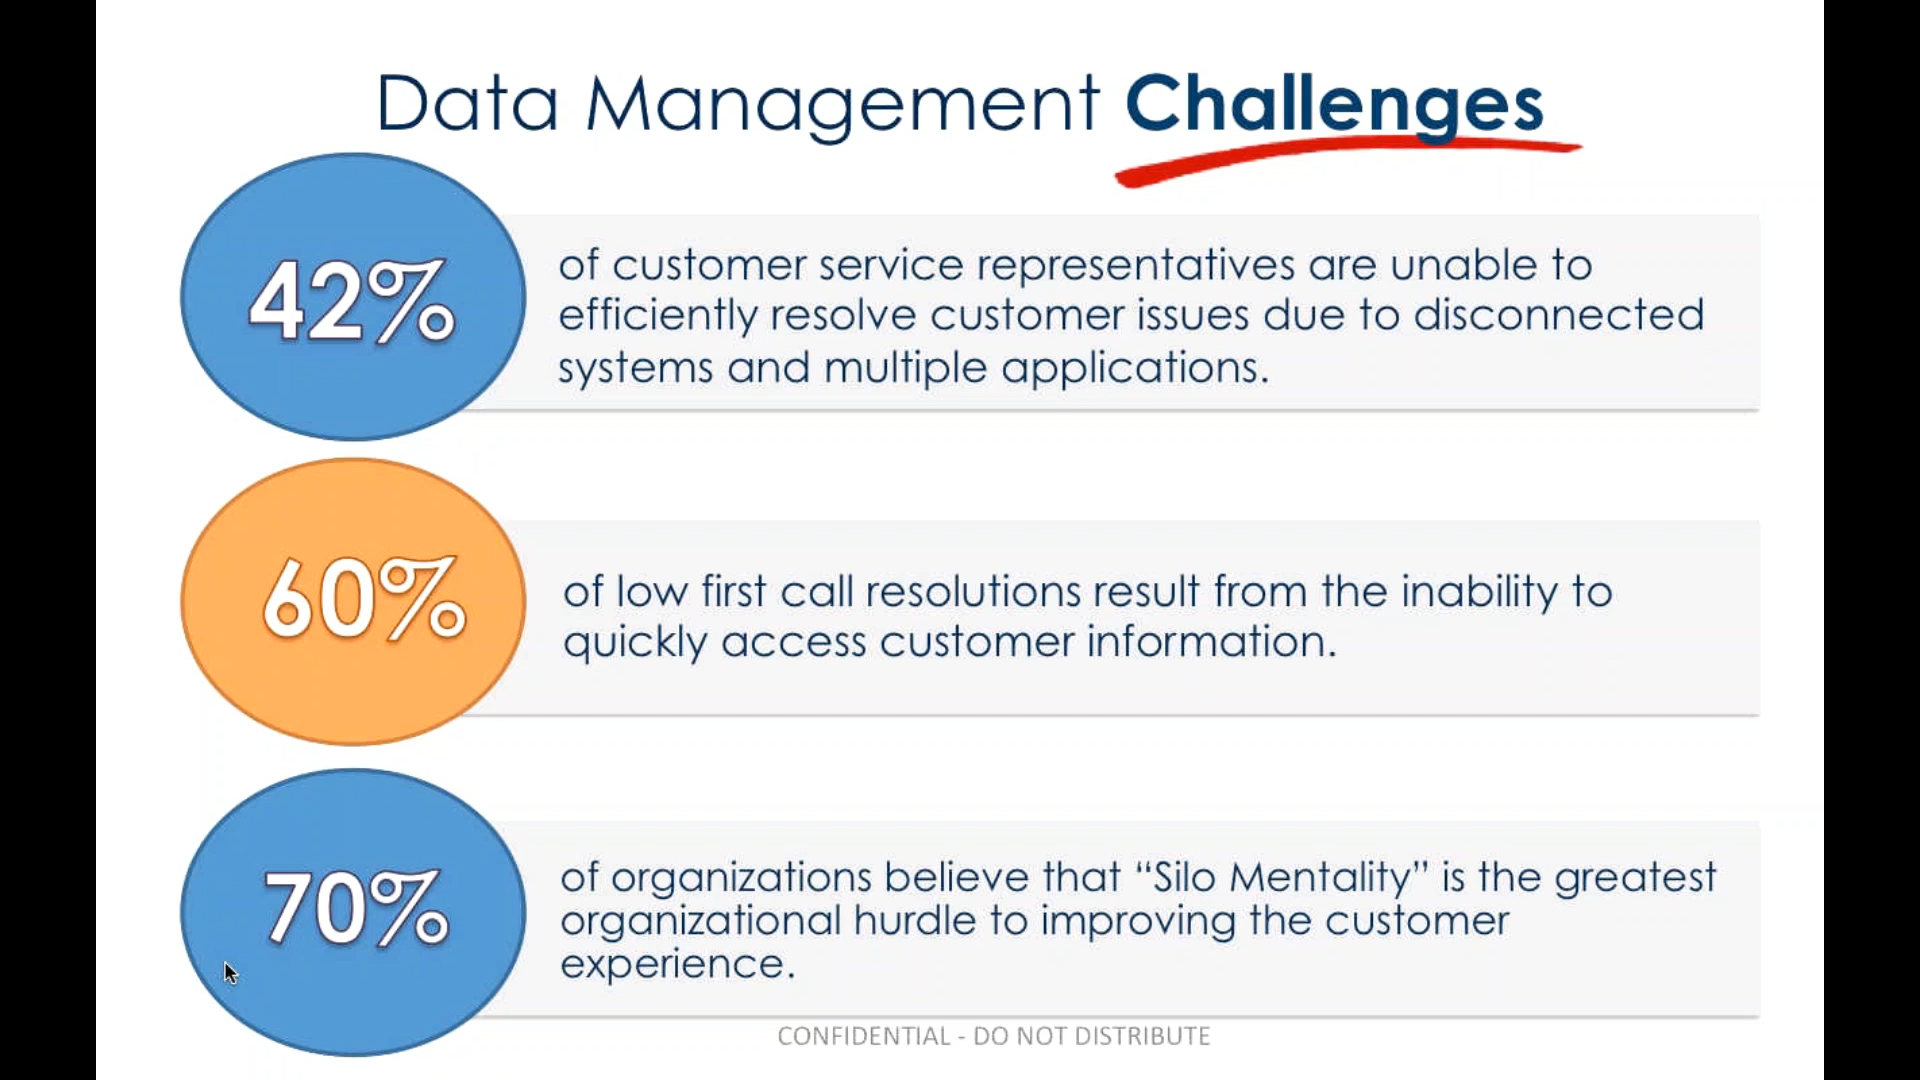 Data Management Challenges
42%
of customer service representatives are unable to
efficiently resolve customer issues due to disconnected
systems and multiple applications.
60%
of low first call resolutions result from the inability to
quickly access customer information.
70%
of organizations believe that “Silo Mentality” is the greatest
organizational hurdle to improving the customer
experience.
CONFIDENTIAL - DO NOT DISTRIBUTE